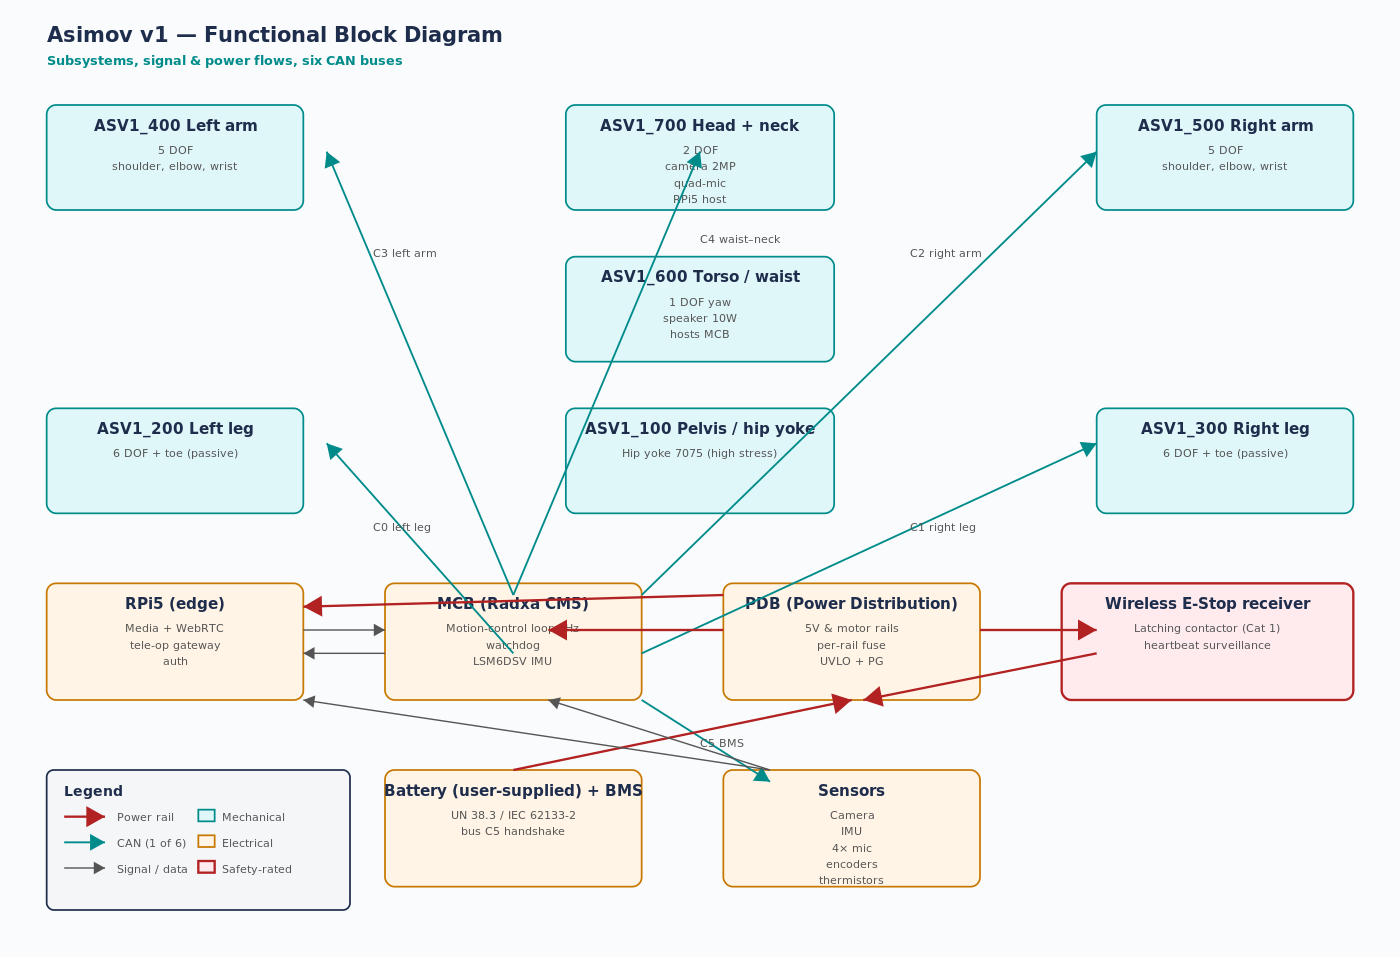 Asimov v1 — Functional Block Diagram
Subsystems, signal & power flows, six CAN buses
ASV1_400 Left arm
5 DOF
shoulder, elbow, wrist
ASV1_700 Head + neck
2 DOF
camera 2MP
quad-mic
RPi5 host
ASV1_500 Right arm
5 DOF
shoulder, elbow, wrist
C4 waist–neck
C3 left arm
C2 right arm
ASV1_600 Torso / waist
1 DOF yaw
speaker 10W
hosts MCB
ASV1_200 Left leg
6 DOF + toe (passive)
ASV1_100 Pelvis / hip yoke
Hip yoke 7075 (high stress)
ASV1_300 Right leg
6 DOF + toe (passive)
C0 left leg
C1 right leg
RPi5 (edge)
Media + WebRTC
tele-op gateway
auth
MCB (Radxa CM5)
Motion-control loop Hz
watchdog
LSM6DSV IMU
PDB (Power Distribution)
5V & motor rails
per-rail fuse
UVLO + PG
Wireless E-Stop receiver
Latching contactor (Cat 1)
heartbeat surveillance
C5 BMS
Legend
Power rail
Mechanical
CAN (1 of 6)
Electrical
Signal / data
Safety-rated
Battery (user-supplied) + BMS
UN 38.3 / IEC 62133-2
bus C5 handshake
Sensors
Camera
IMU
4× mic
encoders
thermistors